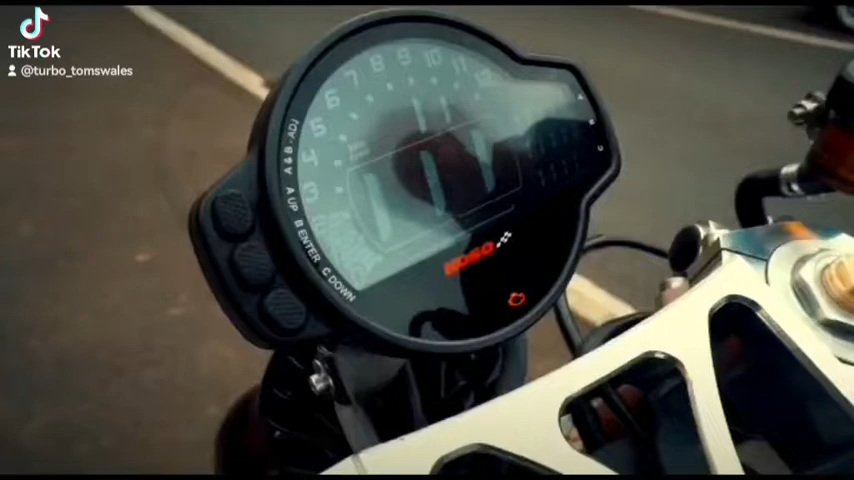 TikTok
@turbo_tomswales
1 2 3 4 5 6 7 8 9 10 11 12
A & B - ADJ
A UP B ENTER C DOWN
A
B
C
KOSO